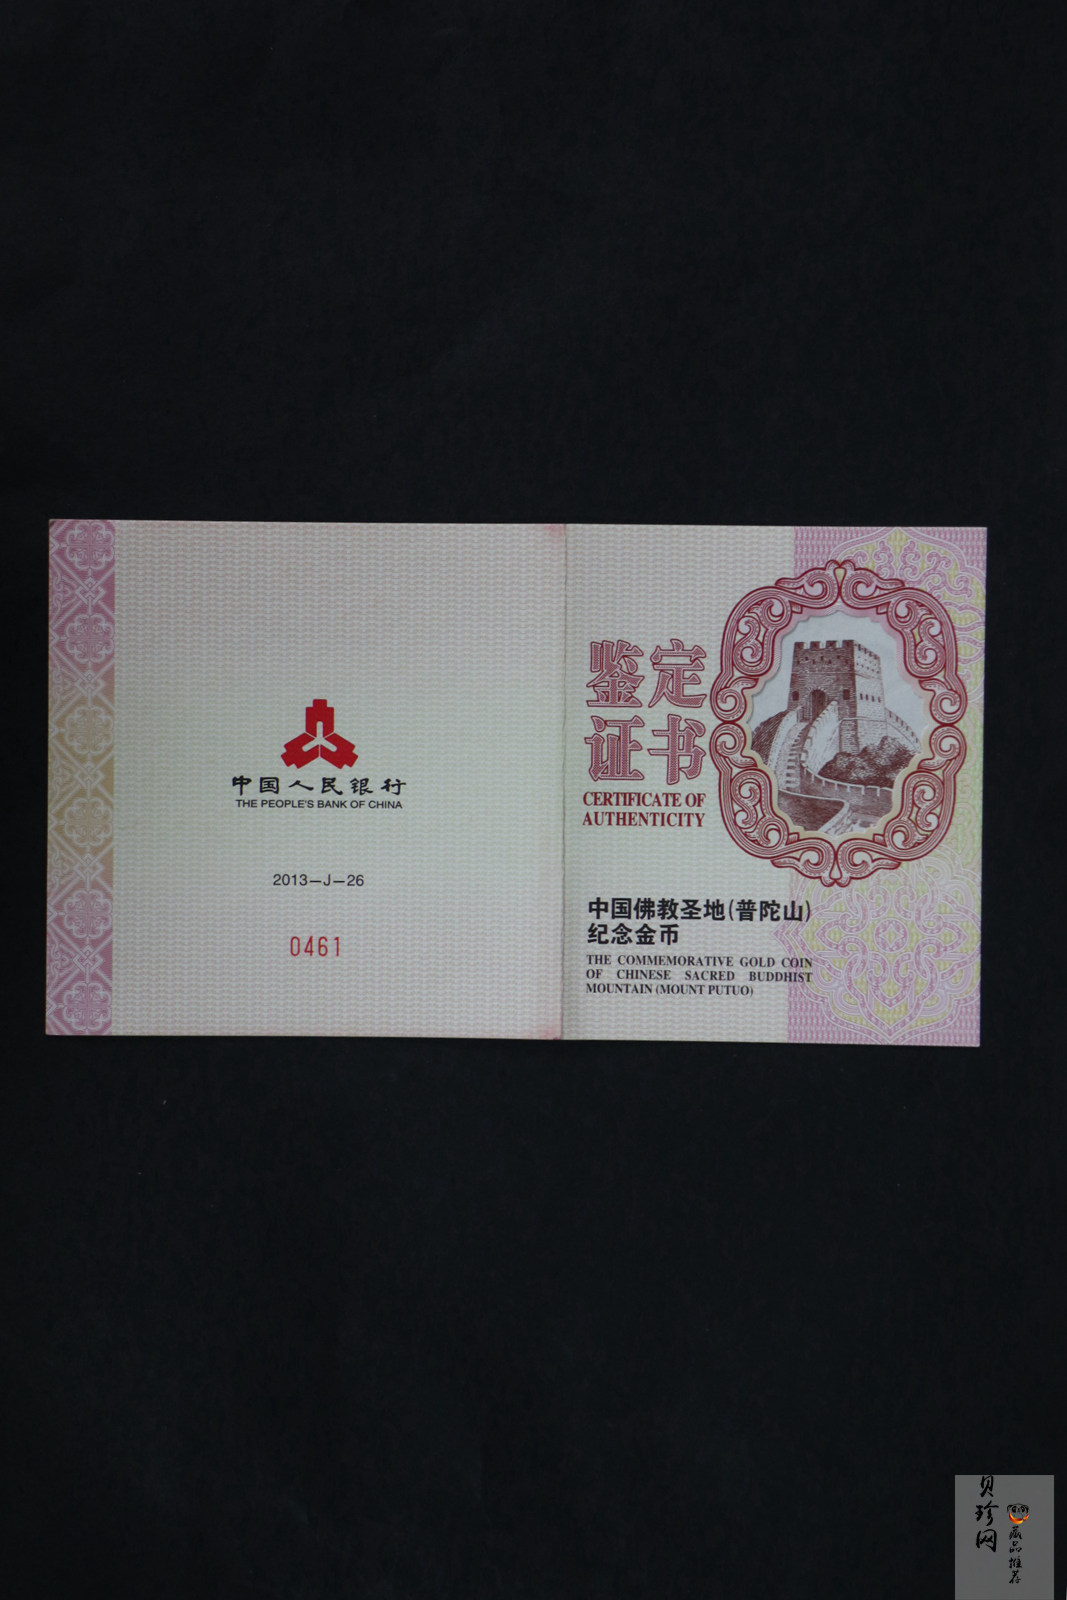 中国人民银行
THE PEOPLE'S BANK OF CHINA
2013-J-26
0461
鉴定
证书
CERTIFICATE OF
AUTHENTICITY
中国佛教圣地(普陀山)
纪念金币
THE COMMEMORATIVE GOLD COIN
OF CHINESE SACRED BUDDHIST
MOUNTAIN (MOUNT PUTUO)
贝珍网
藏品推荐